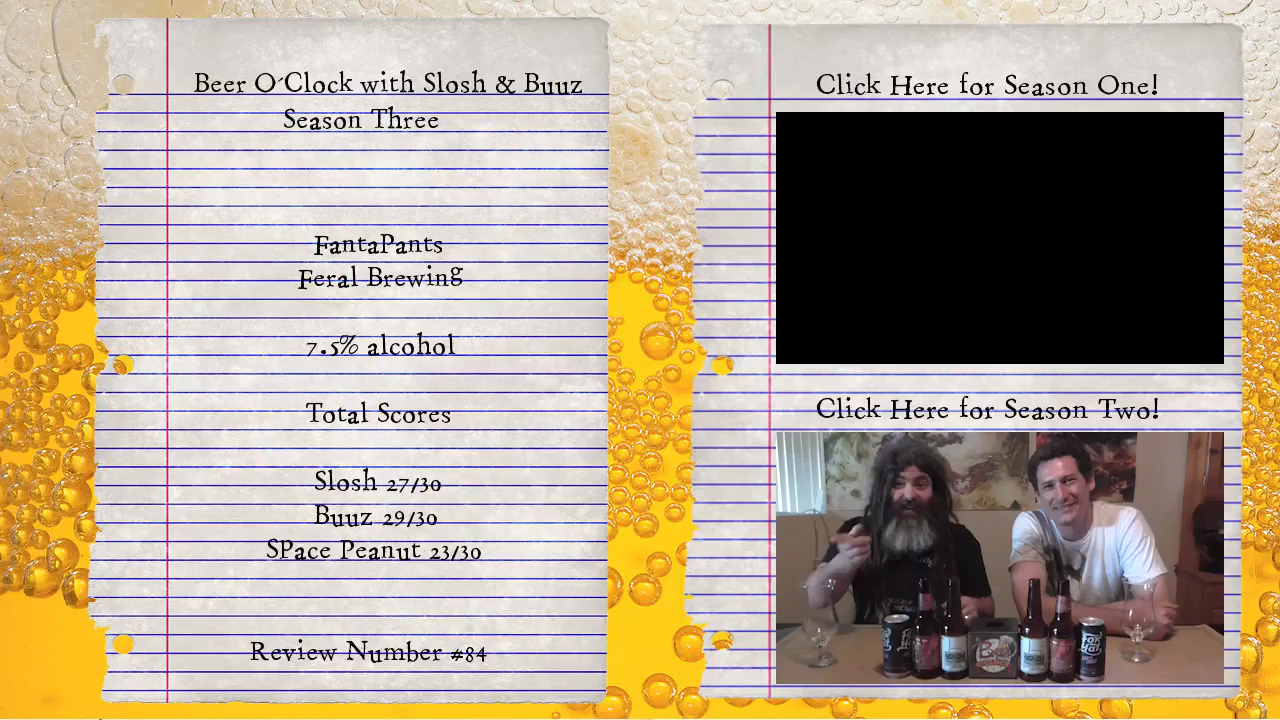 Beer O'Clock with Slosh & Buuz
Season Three
FantaPants
Feral Brewing
7.5% alcohol
Total Scores
Slosh 27/30
Buuz 29/30
SPace Peanut 23/30
Review Number #84
Click Here for Season One!
Click Here for Season Two!